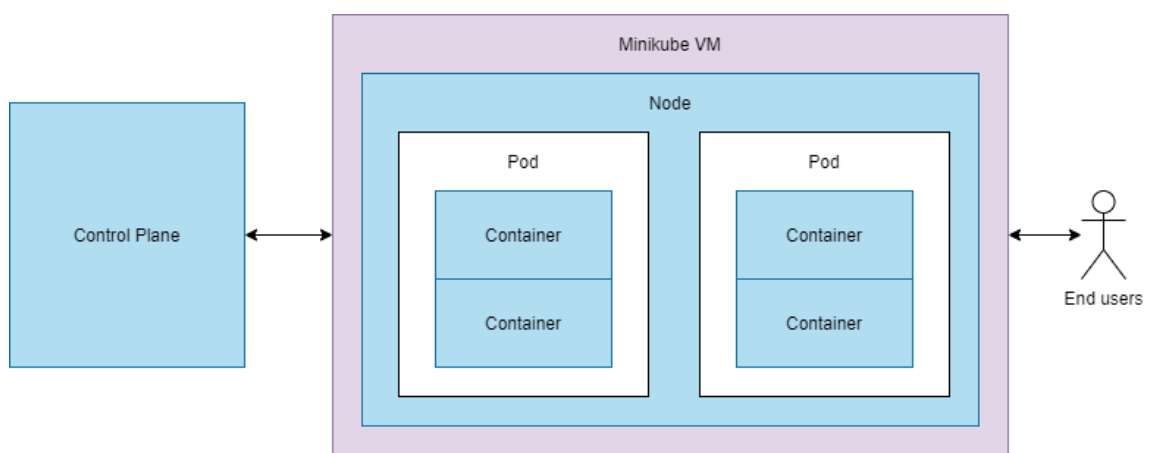 Minikube VM
Node
Pod
Pod
Control Plane
Container
Container
Container
Container
End users